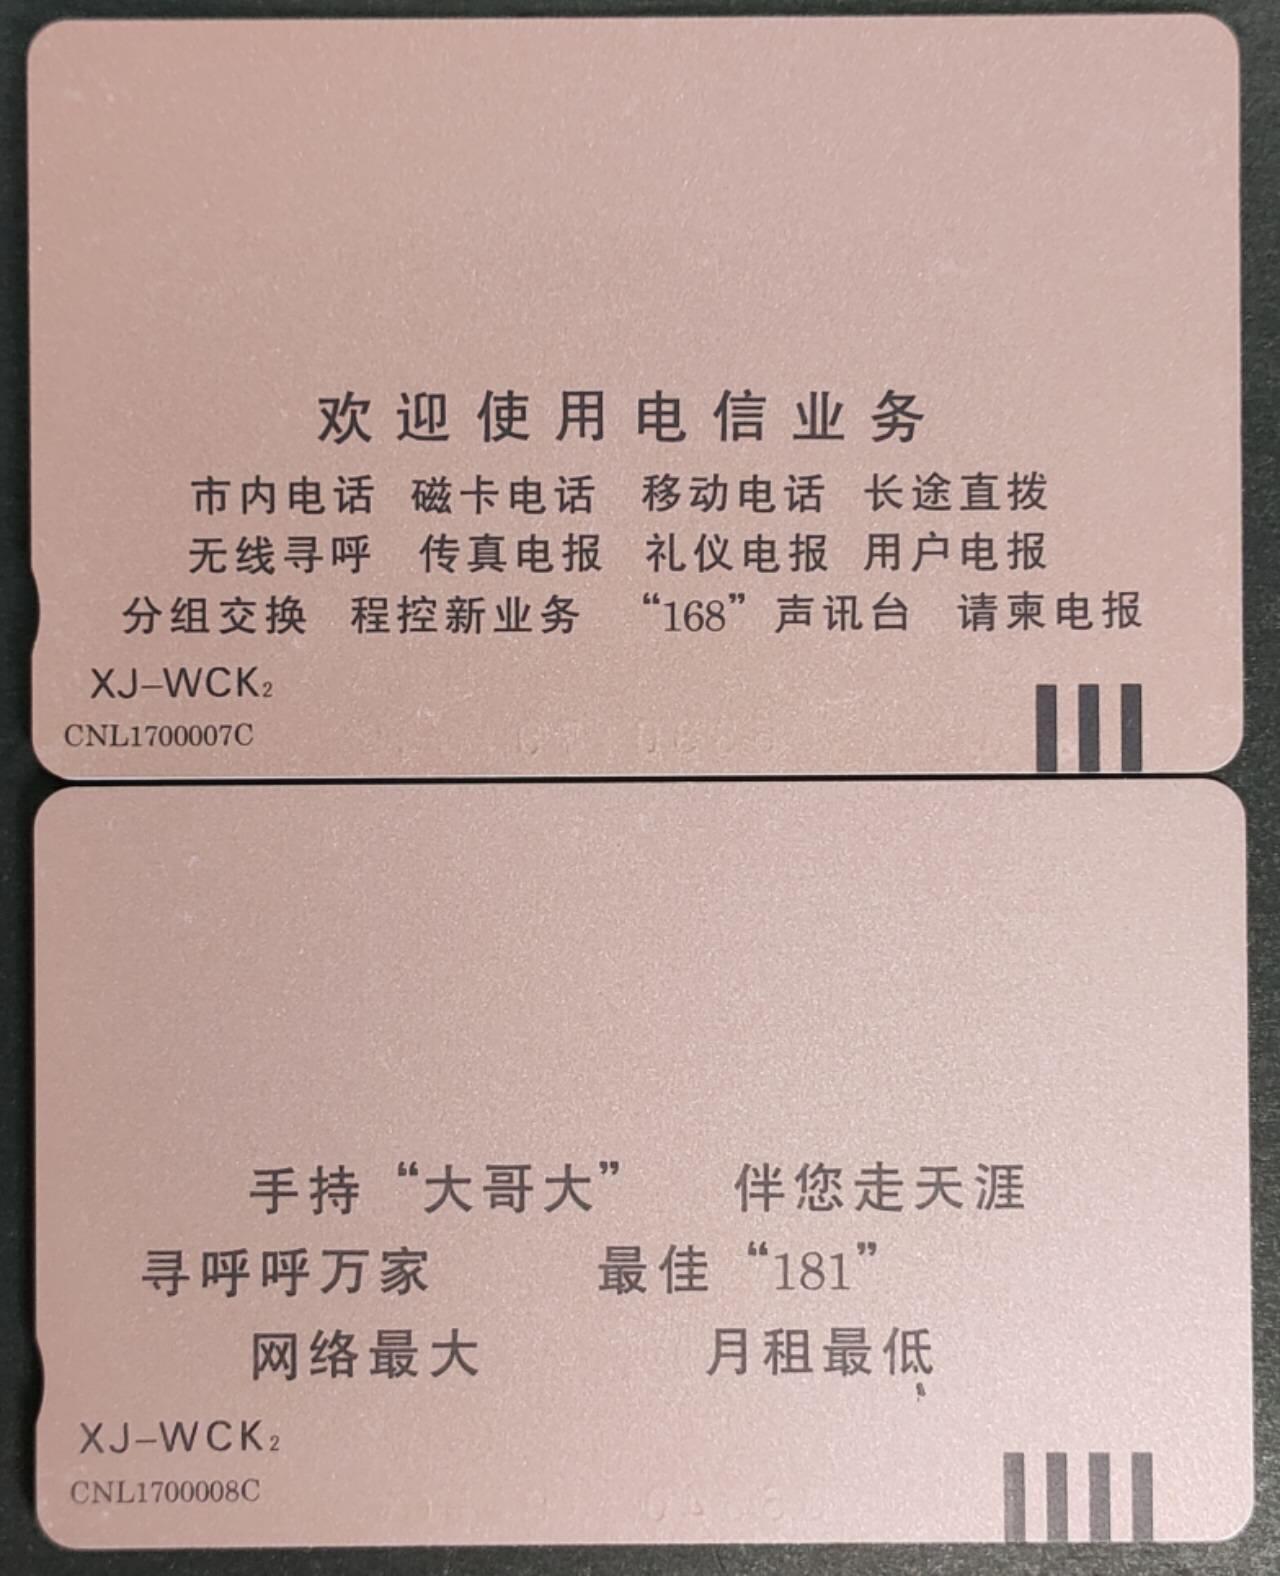 欢迎使用电信业务
市内电话 磁卡电话 移动电话 长途直拨
无线寻呼 传真电报 礼仪电报 用户电报
分组交换 程控新业务 “168”声讯台 请柬电报
XJ-WCK2
CNL1700007C
手持“大哥大” 伴您走天涯
寻呼呼万家 最佳“181”
网络最大 月租最低
XJ-WCK2
CNL1700008C